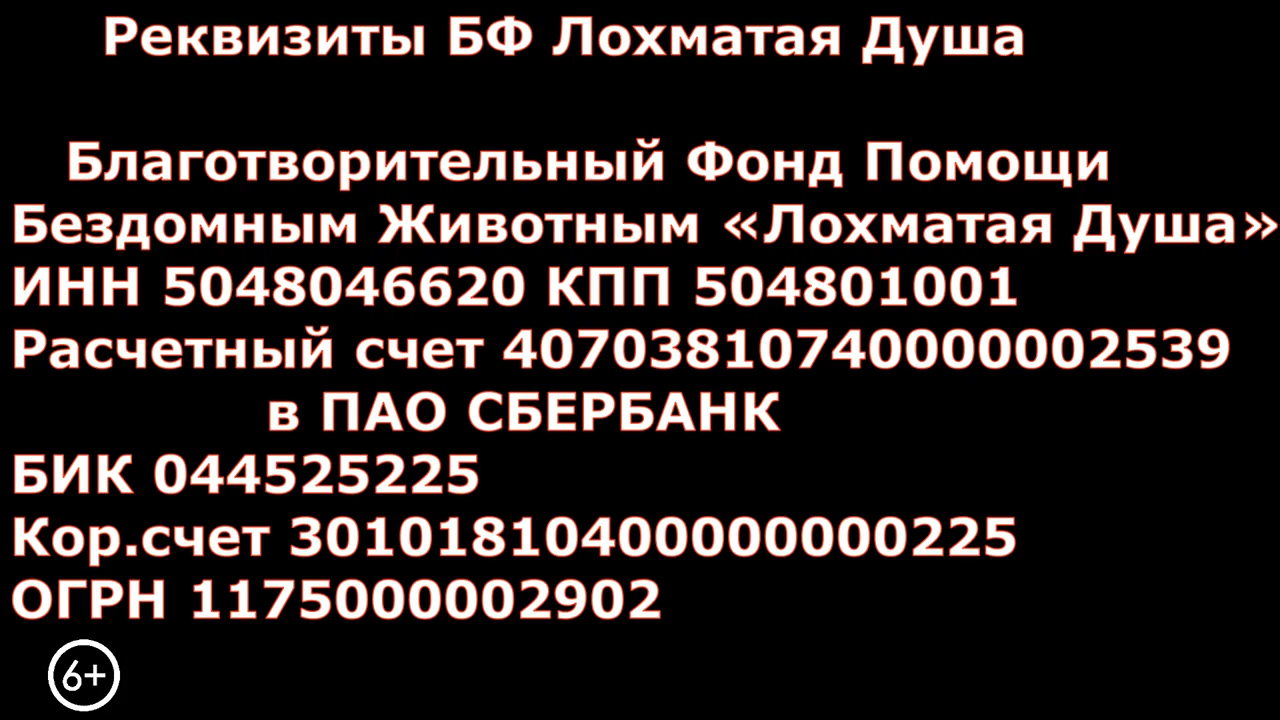 Реквизиты БФ Лохматая Душа
Благотворительный Фонд Помощи
Бездомным Животным «Лохматая Душа»
ИНН 5048046620 КПП 504801001
Расчетный счет 40703810740000002539
в ПАО СБЕРБАНК
БИК 044525225
Кор.счет 30101810400000000225
ОГРН 1175000002902
6+